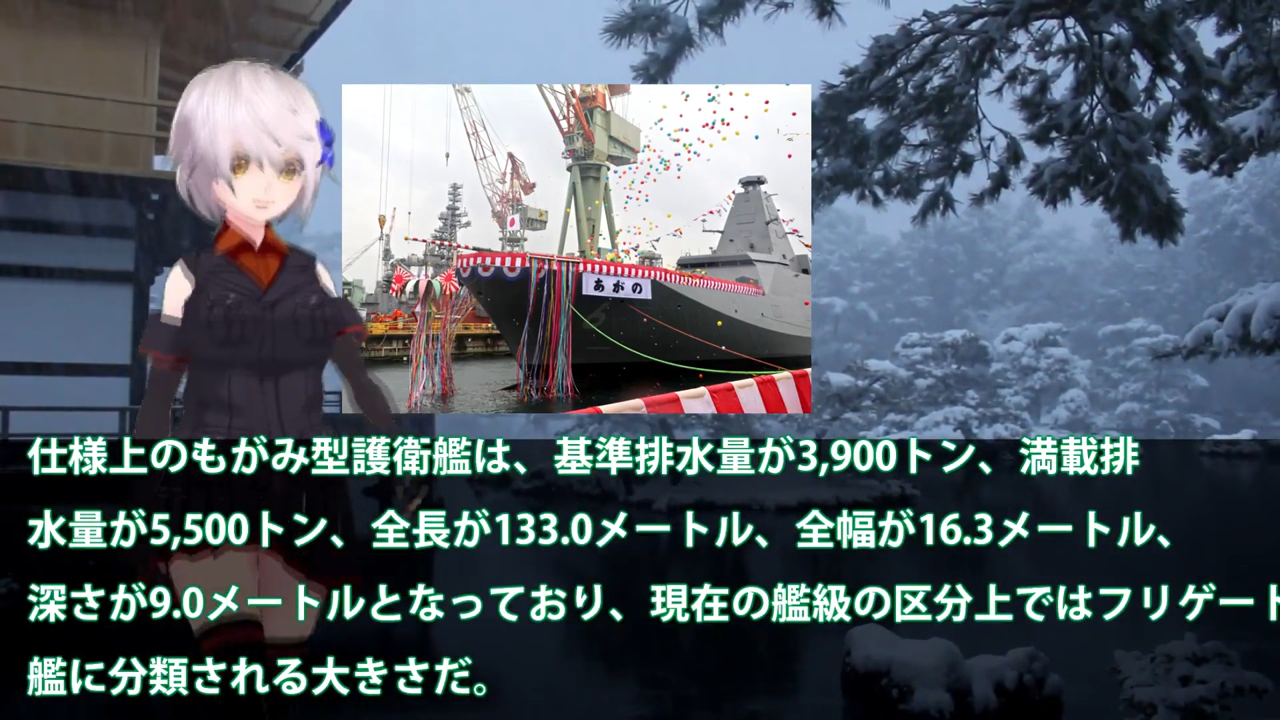 あがの
仕様上のもがみ型護衛艦は、基準排水量が3,900トン、満載排
水量が5,500トン、全長が133.0メートル、全幅が16.3メートル、
深さが9.0メートルとなっており、現在の艦級の区分上ではフリゲート
艦に分類される大きさだ。